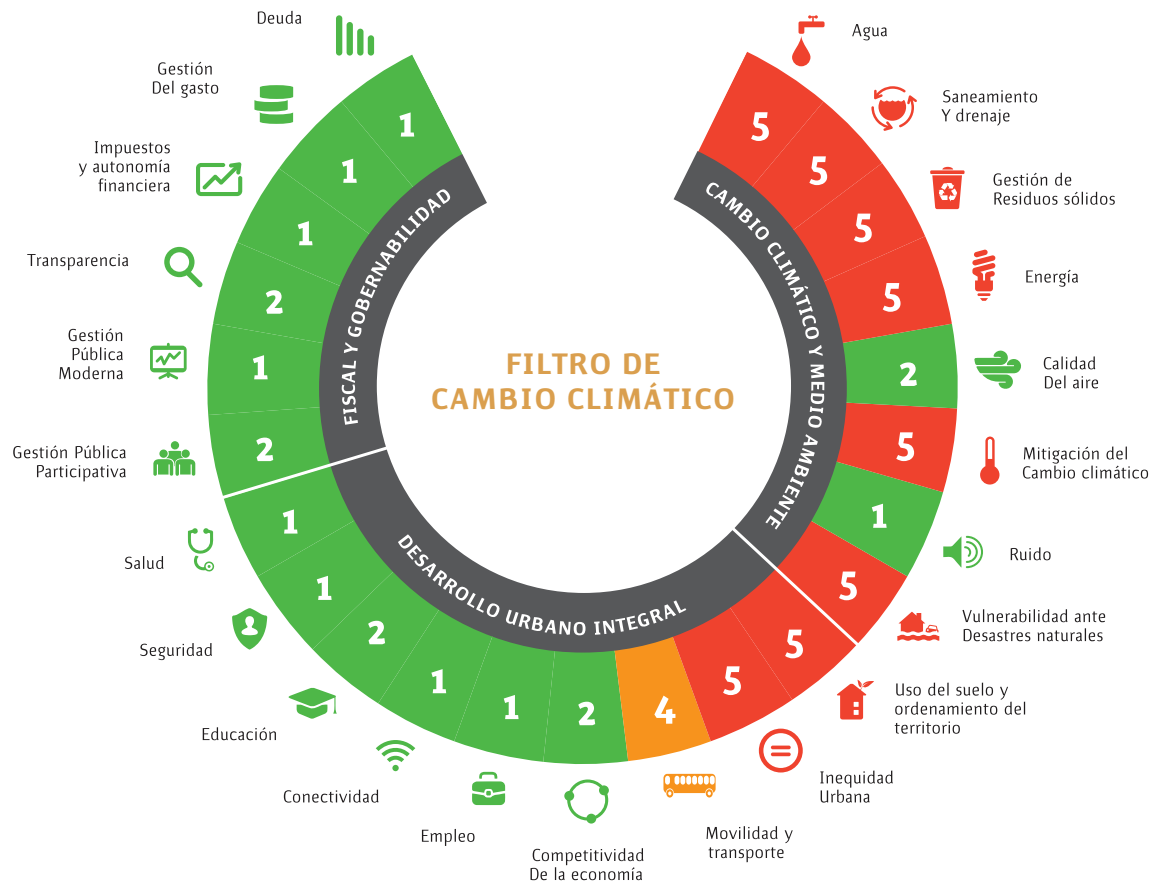 FILTRO DE
CAMBIO CLIMÁTICO
CAMBIO CLIMÁTICO Y MEDIO AMBIENTE
Agua
5
Saneamiento
Y drenaje
5
Gestión de
Residuos sólidos
5
Energía
5
Calidad
Del aire
2
Mitigación del
Cambio climático
5
Ruido
1
Vulnerabilidad ante
Desastres naturales
5
DESARROLLO URBANO INTEGRAL
Uso del suelo y
ordenamiento del
territorio
5
Inequidad
Urbana
5
Movilidad y
transporte
4
Competitividad
De la economía
2
Empleo
1
Conectividad
1
Educación
2
Seguridad
1
Salud
1
FISCAL Y GOBERNABILIDAD
Gestión Pública
Participativa
2
Gestión
Pública
Moderna
1
Transparencia
2
Impuestos
y autonomía
financiera
1
Gestión
Del gasto
1
Deuda
1